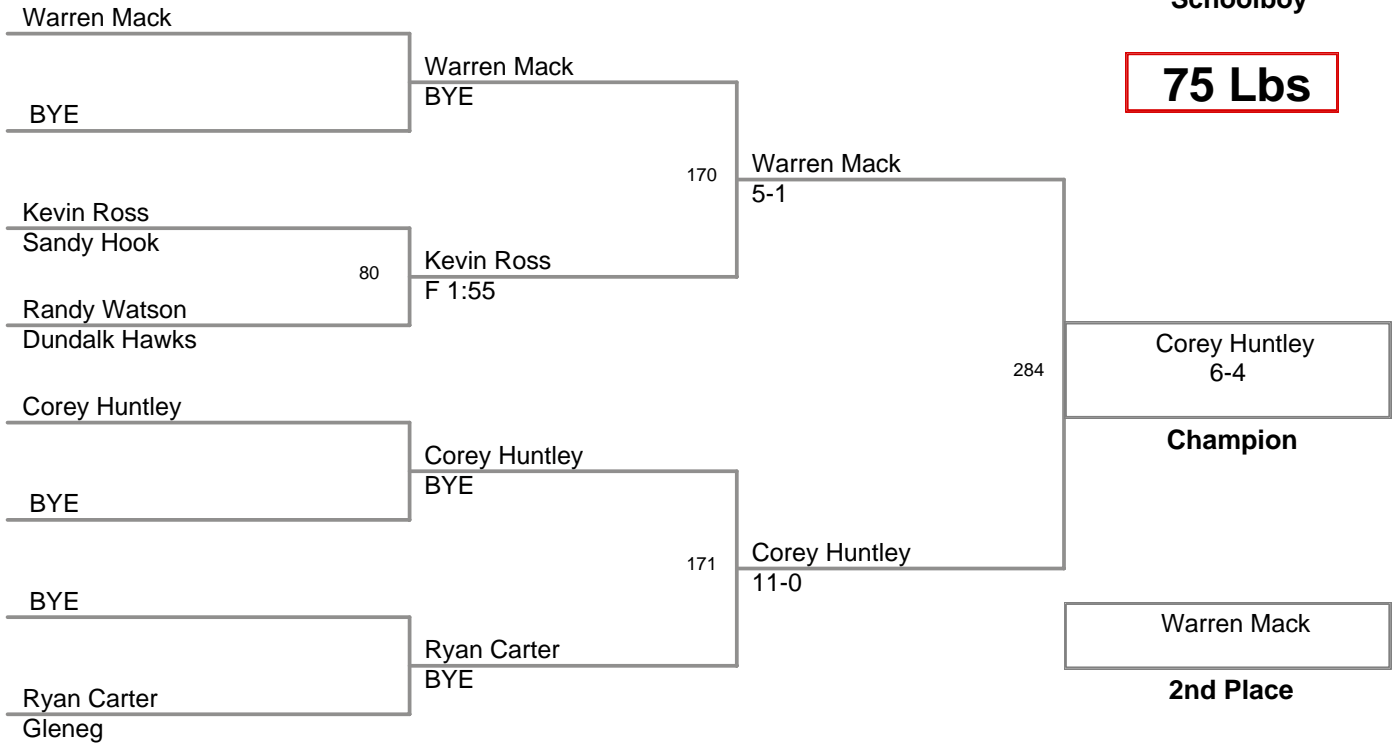 Schoolboy
75 Lbs
Warren Mack
BYE
Kevin Ross
Sandy Hook
80
Randy Watson
Dundalk Hawks
Corey Huntley
BYE
BYE
Ryan Carter
Gleneg
Warren Mack
BYE
170
Kevin Ross
F 1:55
Corey Huntley
BYE
171
Ryan Carter
BYE
Warren Mack
5-1
284
Corey Huntley
11-0
Corey Huntley
6-4
Champion
Warren Mack
2nd Place